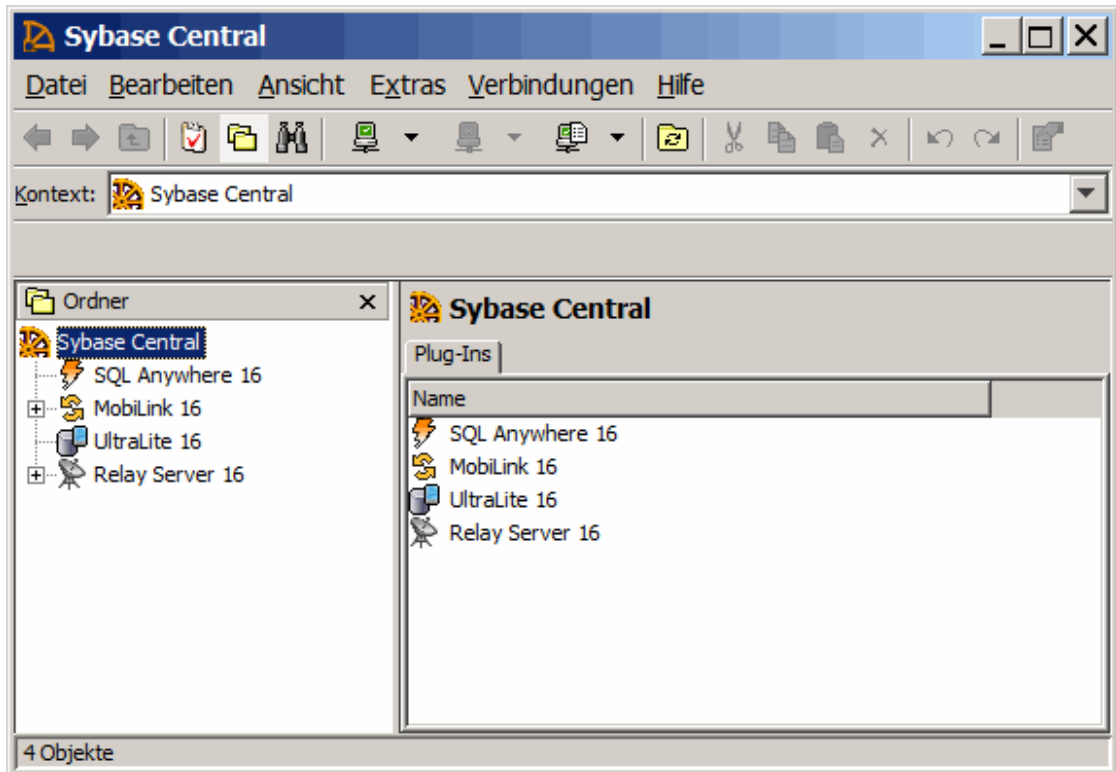 Sybase Central
Datei Bearbeiten Ansicht Extras Verbindungen Hilfe
Kontext: Sybase Central
Ordner
Sybase Central
SQL Anywhere 16
MobiLink 16
UltraLite 16
Relay Server 16
Sybase Central
Plug-Ins
Name
SQL Anywhere 16
MobiLink 16
UltraLite 16
Relay Server 16
4 Objekte